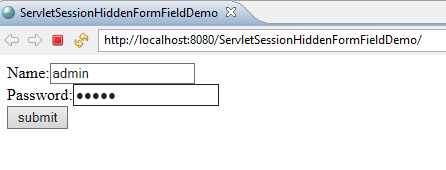 ServletSessionHiddenFormFieldDemo
http://localhost:8080/ServletSessionHiddenFormFieldDemo/
Name: admin
Password: •••••
submit